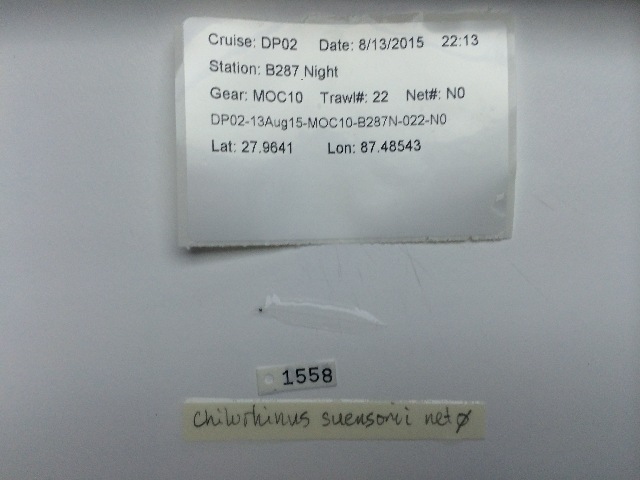 Cruise: DP02 Date: 8/13/2015 22:13
Station: B287 Night
Gear: MOC10 Trawl#: 22 Net#: N0
DP02-13Aug15-MOC10-B287N-022-N0
Lat: 27.9641 Lon: 87.48543
1558
chilorhinus suensonii net Ø